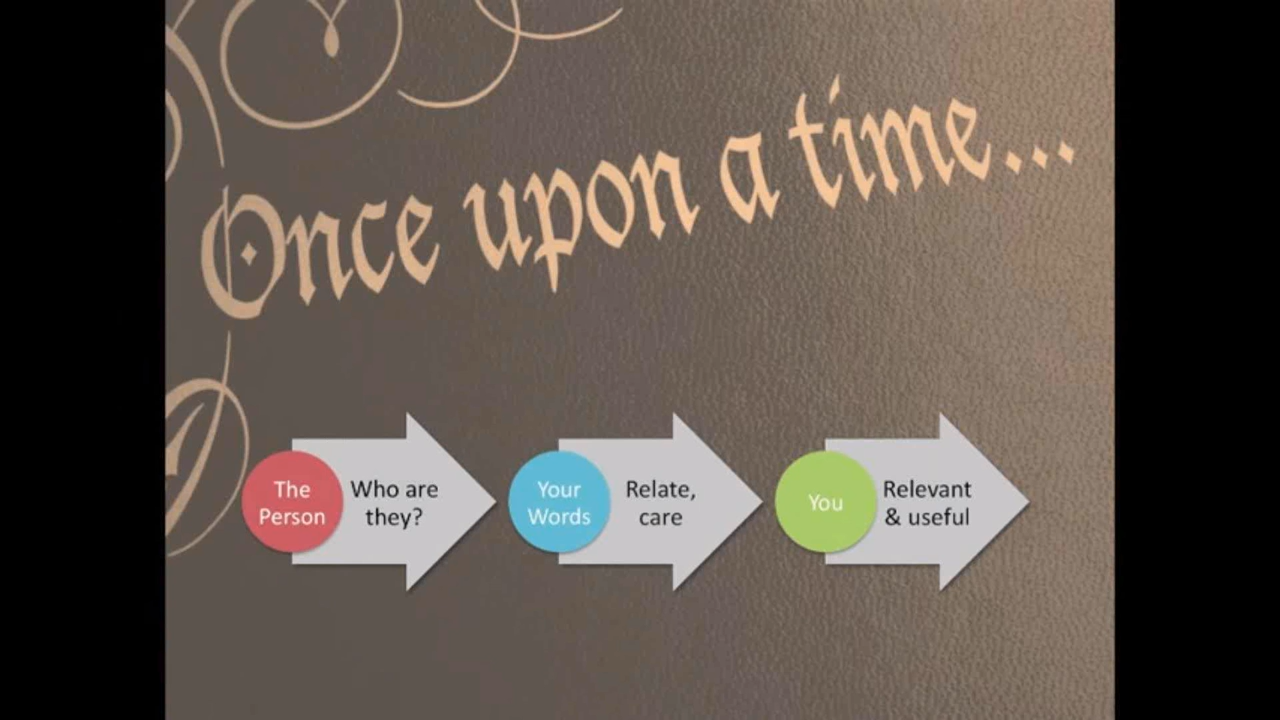 Once upon a time...
The
Person
Who are
they?
Your
Words
Relate,
care
You
Relevant
& useful